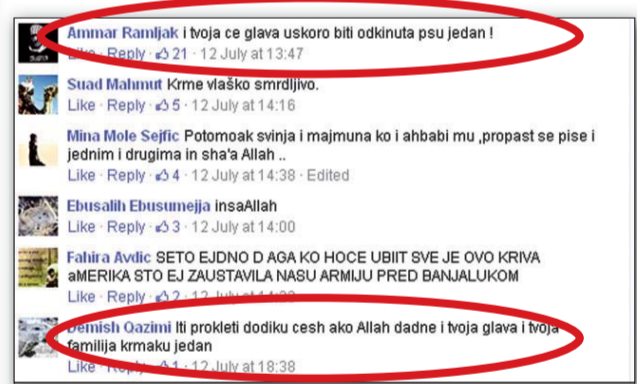 Ammar Ramljak i tvoja ce glava uskoro biti odkinuta psu jedan !
Like · Reply · 21 · 12 July at 13:47
Suad Mahmut Krme vlaško smrdljivo.
Like · Reply · 5 · 12 July at 14:16
Mina Mole Sejfic Potomoak svinja i majmuna ko i ahbabi mu ,propast se pise i
jednim i drugima in sha'a Allah ..
Like · Reply · 4 · 12 July at 14:38 · Edited
Ebusalih Ebusumejja insaAllah
Like · Reply · 3 · 12 July at 14:00
Fahira Avdic SETO EJDNO D AGA KO HOCE UBIIT SVE JE OVO KRIVA
aMERIKA STO EJ ZAUSTAVILA NASU ARMIJU PRED BANJALUKOM
Like · Reply · 2 · 12 July at
Demish Qazimi Iti prokleti dodiku cesh ako Allah dadne i tvoja glava i tvoja
familija krmaku jedan
Like · Reply · 1 · 12 July at 18:38